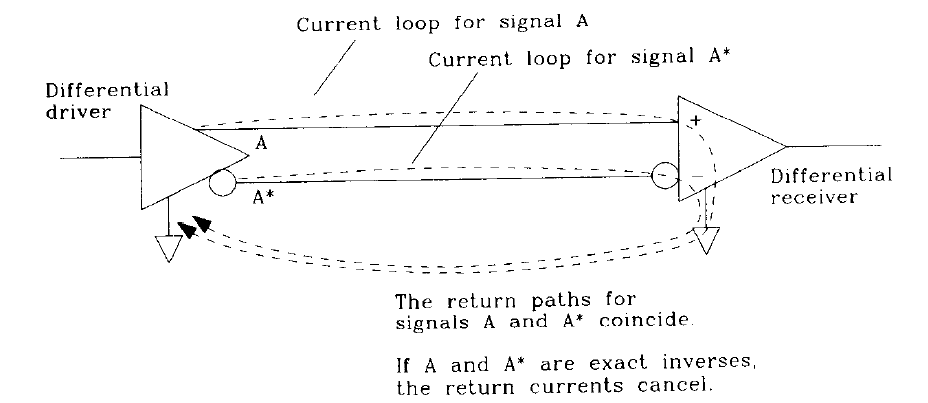 Current loop for signal A
Current loop for signal A*
Differential
driver
A
+
A*
−
Differential
receiver
The return paths for
signals A and A* coincide.
If A and A* are exact inverses,
the return currents cancel.